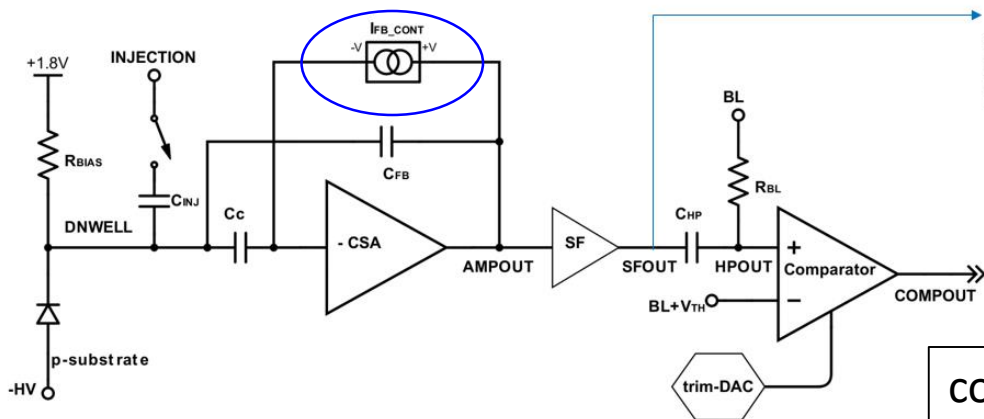 IFB_CONT
-V
+V
+1.8V
INJECTION
BL
RBIAS
CFB
RBL
CINJ
DNWELL
Cc
- CSA
SF
CHP
+
AMPOUT
SFOUT
HPOUT
Comparator
COMPOUT
BL+VTH
−
p-substrate
-HV
trim-DAC